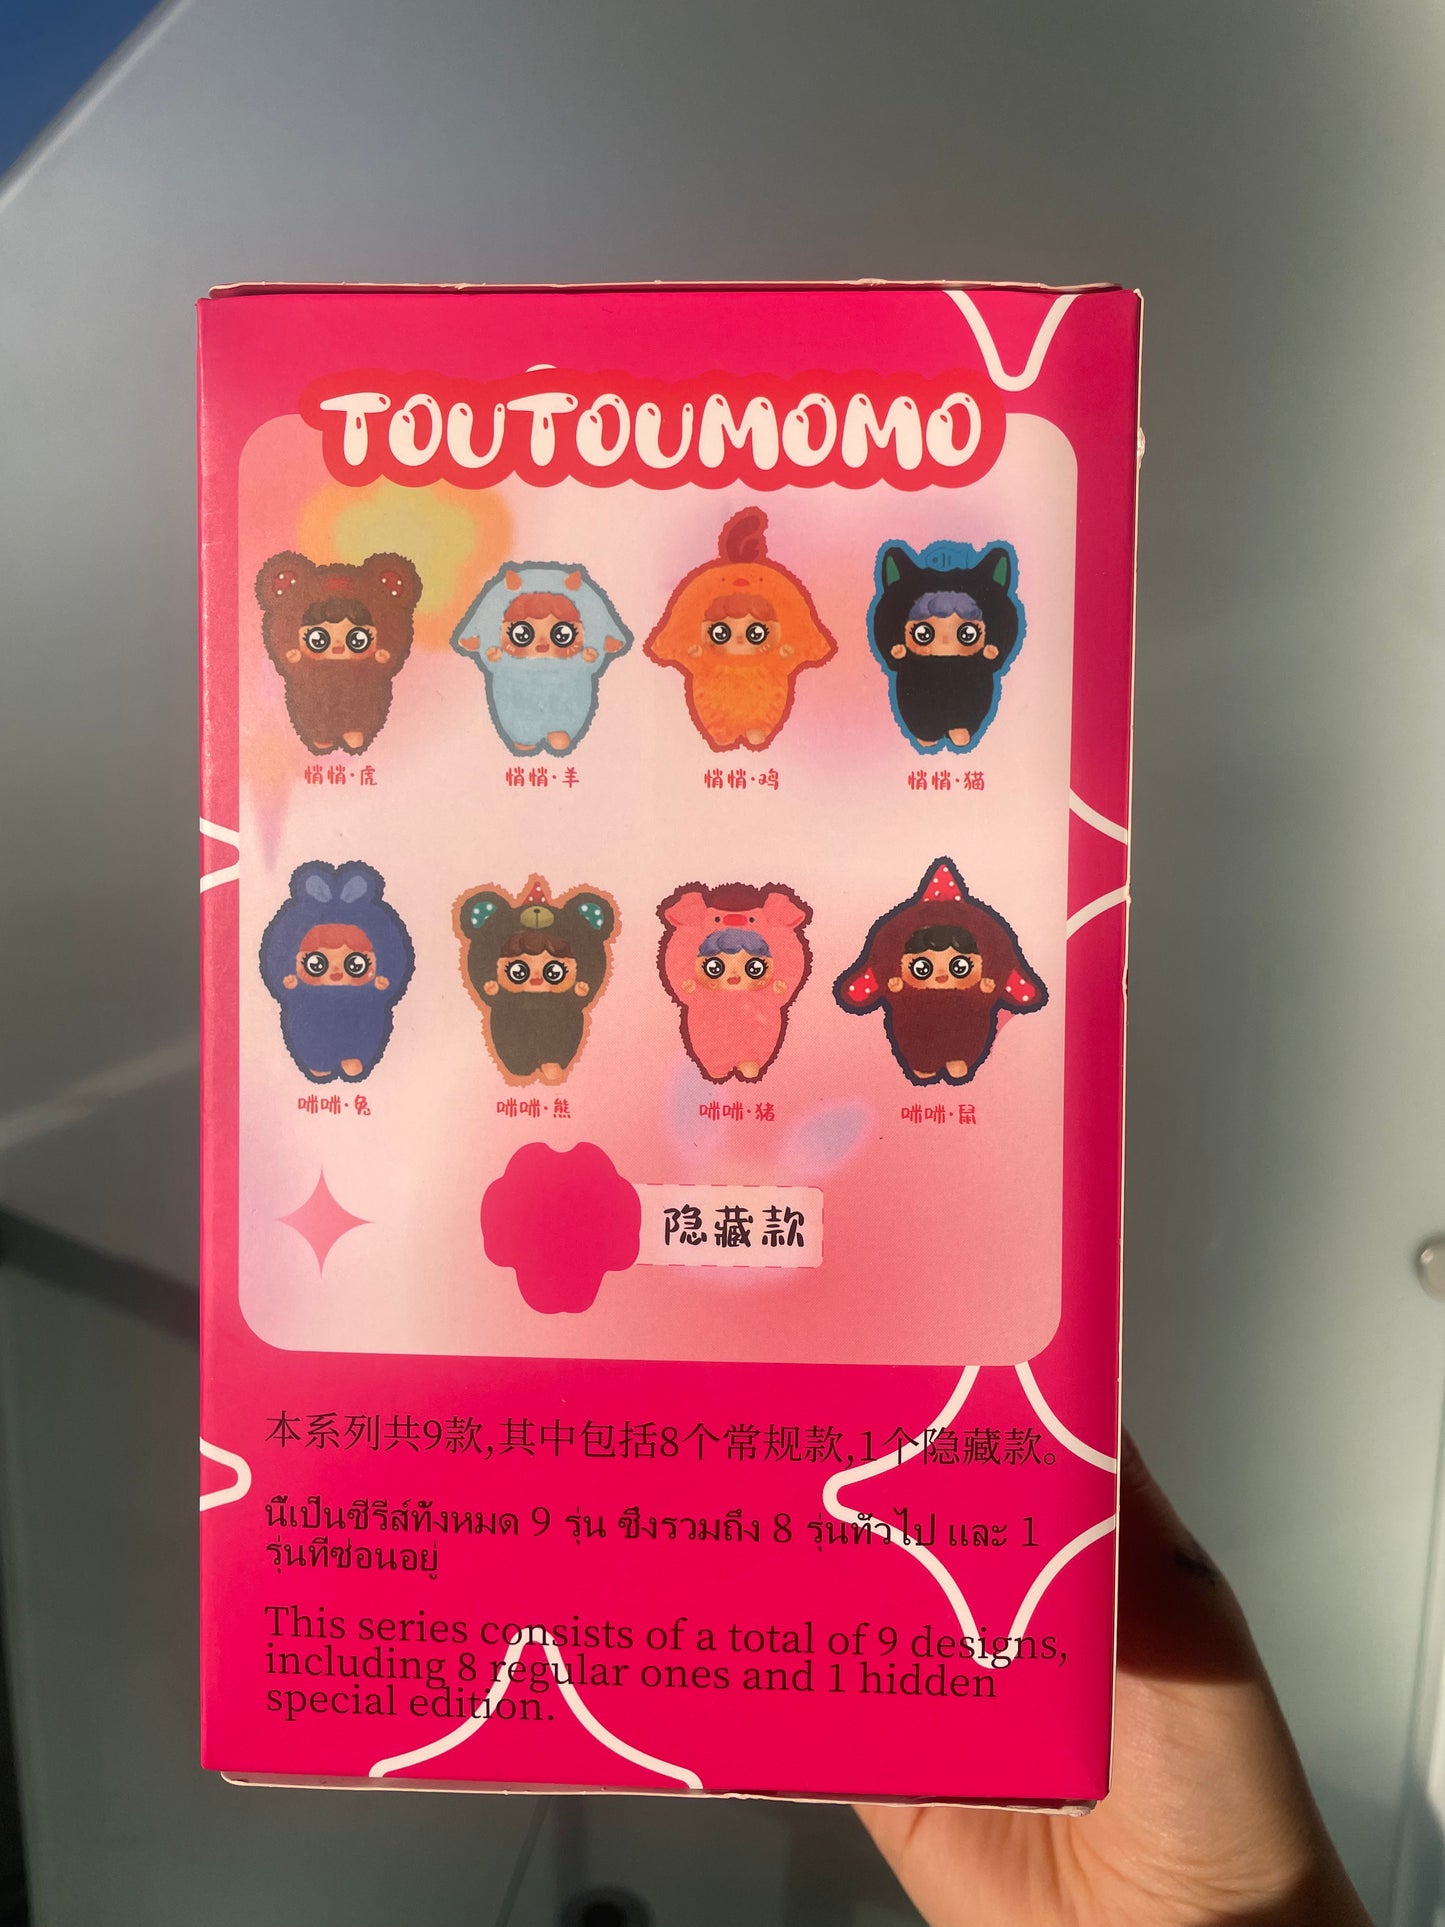 TOUTOUMOMO
悄悄·虎
悄悄·羊
悄悄·鸡
悄悄·猫
咪咪·兔
咪咪·熊
咪咪·猪
咪咪·鼠
隐藏款
本系列共9款,其中包括8个常规款,1个隐藏款。
นี้เป็นซีรีส์ทั้งหมด 9 รุ่น ซึ่งรวมถึง 8 รุ่นทั่วไป และ 1
รุ่นที่ซ่อนอยู่
This series consists of a total of 9 designs,
including 8 regular ones and 1 hidden
special edition.